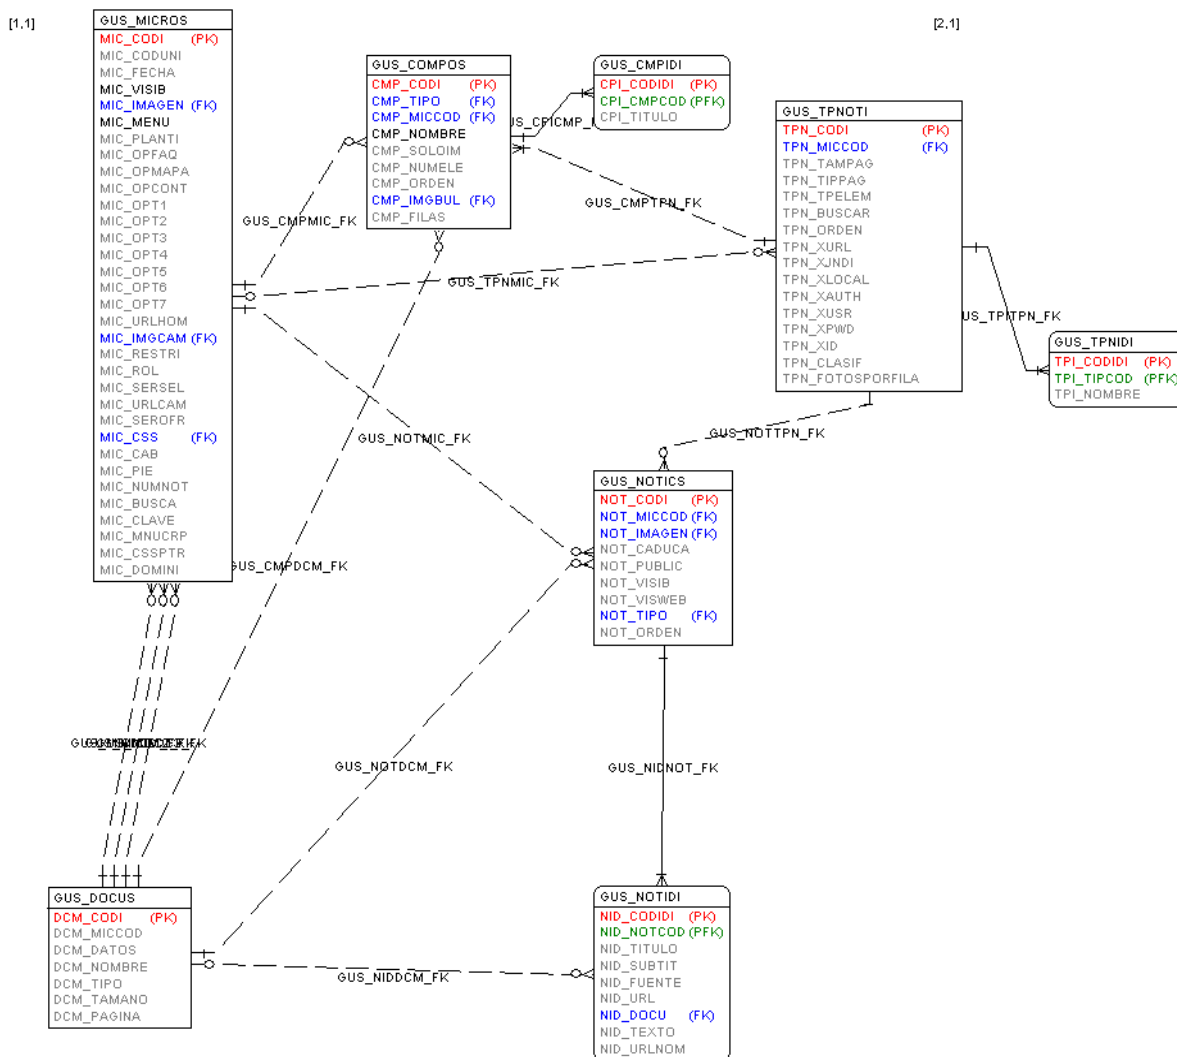 [1,1]
[2,1]
GUS_MICROS
MIC_CODI (PK)
MIC_CODUNI
MIC_FECHA
MIC_VISIB
MIC_IMAGEN (FK)
MIC_MENU
MIC_PLANTI
MIC_OPFAQ
MIC_OPMAPA
MIC_OPCONT
MIC_OPT1
MIC_OPT2
MIC_OPT3
MIC_OPT4
MIC_OPT5
MIC_OPT6
MIC_OPT7
MIC_URLHOM
MIC_IMGCAM (FK)
MIC_RESTRI
MIC_ROL
MIC_SERSEL
MIC_URLCAM
MIC_SEROFR
MIC_CSS (FK)
MIC_CAB
MIC_PIE
MIC_NUMNOT
MIC_BUSCA
MIC_CLAVE
MIC_MNUCRP
MIC_CSSPTR
MIC_DOMINI
GUS_COMPOS
CMP_CODI (PK)
CMP_TIPO (FK)
CMP_MICCOD (FK)
CMP_NOMBRE
CMP_SOLOIM
CMP_NUMELE
CMP_ORDEN
CMP_IMGBUL (FK)
CMP_FILAS
GUS_CMPIDI
CPI_CODIDI (PK)
CPI_CMPCOD (PFK)
CPI_TITULO
GUS_TPNOTI
TPN_CODI (PK)
TPN_MICCOD (FK)
TPN_TAMPAG
TPN_TIPPAG
TPN_TPELEM
TPN_BUSCAR
TPN_ORDEN
TPN_XURL
TPN_XJNDI
TPN_XLOCAL
TPN_XAUTH
TPN_XUSR
TPN_XPWD
TPN_XID
TPN_CLASIF
TPN_FOTOSPORFILA
GUS_CMPMIC_FK
GUS_CMPTPN_FK
GUS_TPNMIC_FK
US_TPITPN_FK
GUS_TPNIDI
TPI_CODIDI (PK)
TPI_TIPCOD (PFK)
TPI_NOMBRE
GUS_NOTMIC_FK
GUS_NOTTPN_FK
GUS_NOTICS
NOT_CODI (PK)
NOT_MICCOD (FK)
NOT_IMAGEN (FK)
NOT_CADUCA
NOT_PUBLIC
NOT_VISIB
NOT_VISWEB
NOT_TIPO (FK)
NOT_ORDEN
GUS_CMPDCM_FK
GUS_NOTDCM_FK
GUS_NIDNOT_FK
GUS_DOCUS
DCM_CODI (PK)
DCM_MICCOD
DCM_DATOS
DCM_NOMBRE
DCM_TIPO
DCM_TAMANO
DCM_PAGINA
GUS_NIDDCM_FK
GUS_NOTIDI
NID_CODIDI (PK)
NID_NOTCOD (PFK)
NID_TITULO
NID_SUBTIT
NID_FUENTE
NID_URL
NID_DOCU (FK)
NID_TEXTO
NID_URLNOM